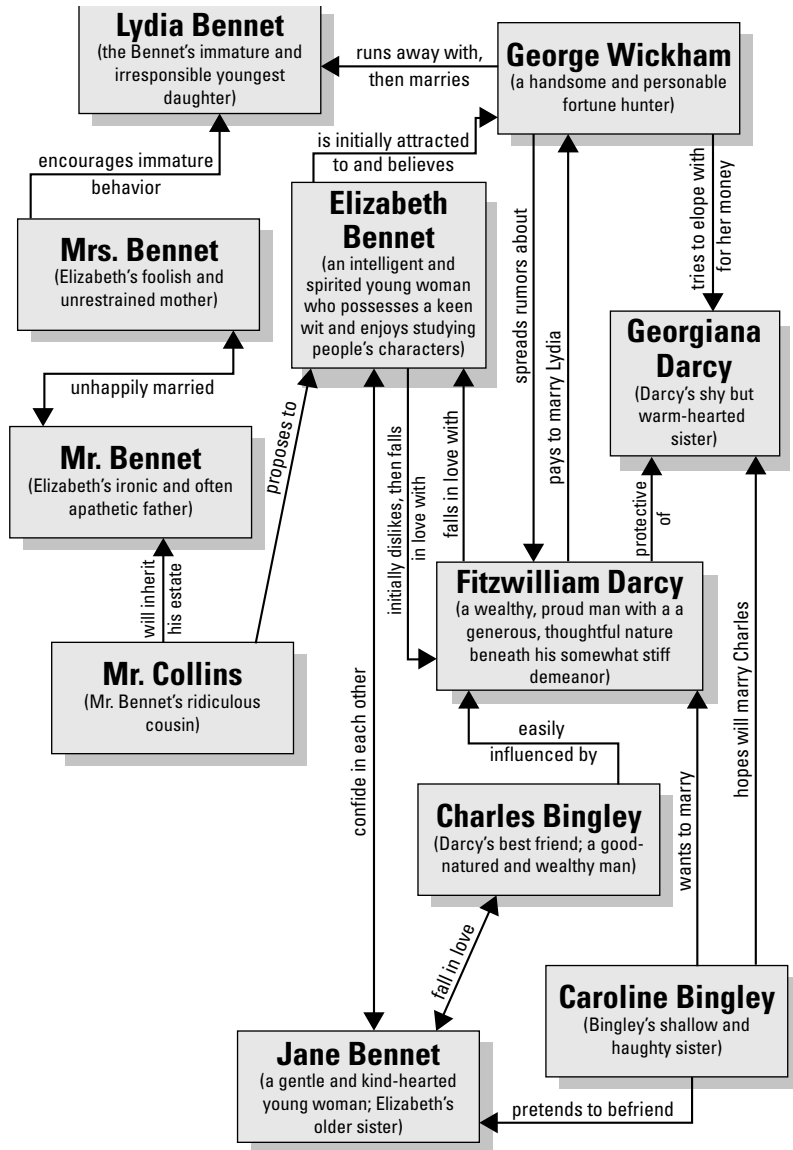 Lydia Bennet
(the Bennet's immature and
irresponsible youngest
daughter)
runs away with,
then marries
George Wickham
(a handsome and personable
fortune hunter)
encourages immature
behavior
is initially attracted
to and believes
Elizabeth
Bennet
(an intelligent and
spirited young woman
who possesses a keen
wit and enjoys studying
people's characters)
Mrs. Bennet
(Elizabeth's foolish and
unrestrained mother)
spreads rumors about
pays to marry Lydia
tries to elope with
for her money
Georgiana
Darcy
(Darcy's shy but
warm-hearted
sister)
unhappily married
Mr. Bennet
(Elizabeth's ironic and often
apathetic father)
proposes to
initially dislikes, then falls
in love with
falls in love with
protective
of
will inherit
his estate
Fitzwilliam Darcy
(a wealthy, proud man with a a
generous, thoughtful nature
beneath his somewhat stiff
demeanor)
Mr. Collins
(Mr. Bennet's ridiculous
cousin)
confide in each other
easily
influenced by
wants to marry
hopes will marry Charles
Charles Bingley
(Darcy's best friend; a good-
natured and wealthy man)
fall in love
Caroline Bingley
(Bingley's shallow and
haughty sister)
Jane Bennet
(a gentle and kind-hearted
young woman; Elizabeth's
older sister)
pretends to befriend